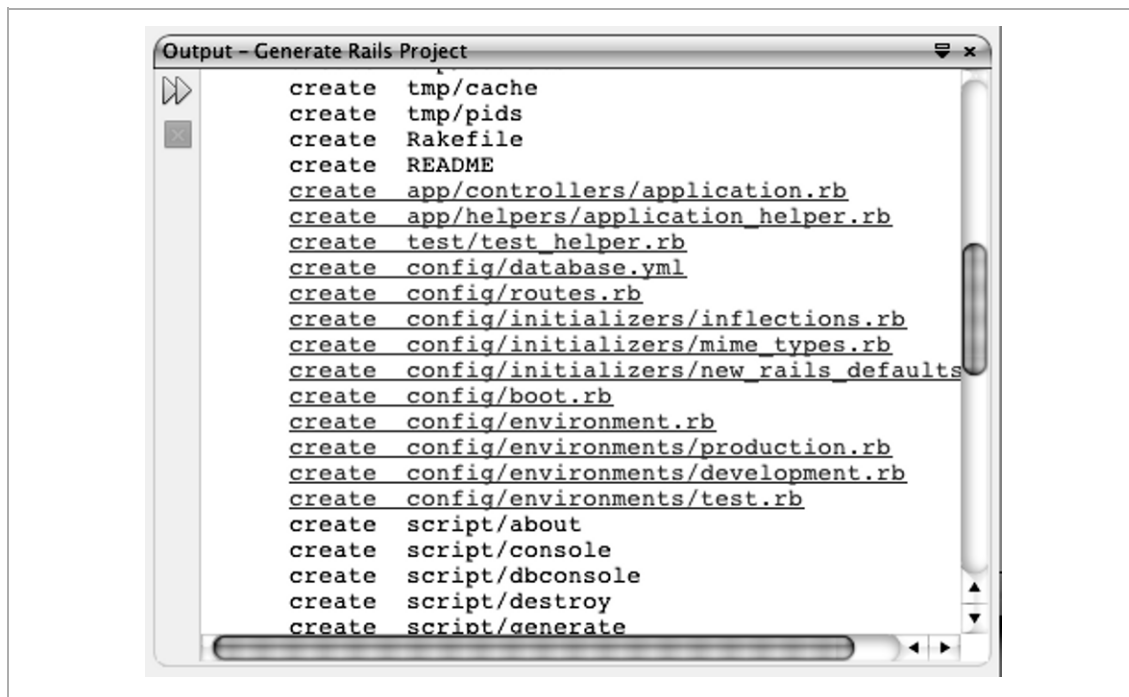 Output – Generate Rails Project
create tmp/cache
create tmp/pids
create Rakefile
create README
create app/controllers/application.rb
create app/helpers/application_helper.rb
create test/test_helper.rb
create config/database.yml
create config/routes.rb
create config/initializers/inflections.rb
create config/initializers/mime_types.rb
create config/initializers/new_rails_defaults
create config/boot.rb
create config/environment.rb
create config/environments/production.rb
create config/environments/development.rb
create config/environments/test.rb
create script/about
create script/console
create script/dbconsole
create script/destroy
create script/generate